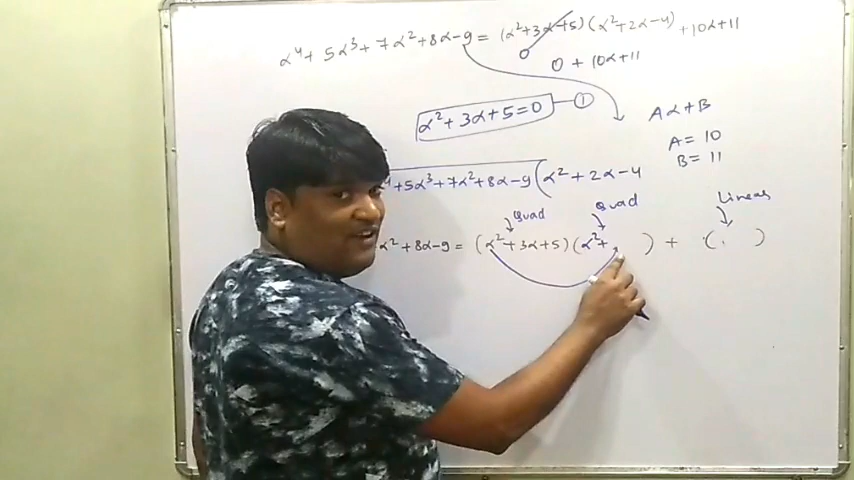 α⁴ + 5α³ + 7α² + 8α - 9 = (α² + 3α + 5) (α² + 2α - 4) + 10α + 11
0
0 + 10α + 11
α² + 3α + 5 = 0 ①
Aα + B
A = 10
B = 11
+ 5α³ + 7α² + 8α - 9 ( α² + 2α - 4
Quad Quad Linear
α² + 8α - 9 = (α² + 3α + 5) (α² + ) + ( )